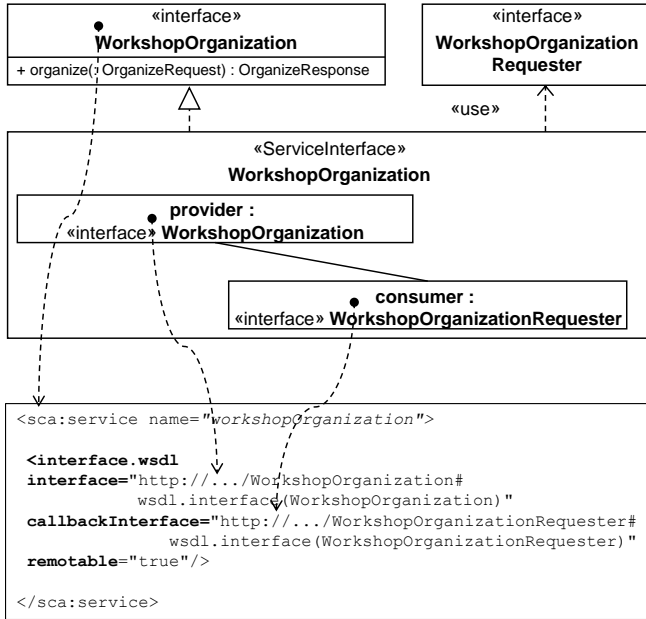 «interface»
WorkshopOrganization
+ organize(: OrganizeRequest) : OrganizeResponse
«interface»
WorkshopOrganization
Requester
«use»
«ServiceInterface»
WorkshopOrganization
provider :
«interface» WorkshopOrganization
consumer :
«interface» WorkshopOrganizationRequester
<sca:service name="workshopOrganization">
<interface.wsdl
interface="http://.../WorkshopOrganization#
wsdl.interface(WorkshopOrganization)"
callbackInterface="http://.../WorkshopOrganizationRequester#
wsdl.interface(WorkshopOrganizationRequester)"
remotable="true"/>
</sca:service>